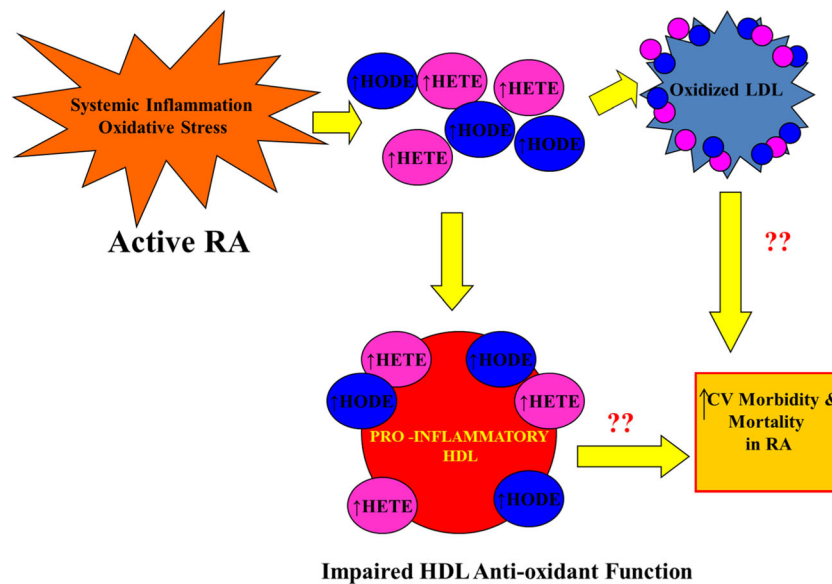 Systemic Inflammation
Oxidative Stress
Active RA
↑HODE
↑HETE
↑HETE
↑HODE
↑HODE
↑HETE
Oxidized LDL
??
↑HETE
↑HODE
↑HODE
↑HETE
PRO -INFLAMMATORY
HDL
↑HETE
↑HODE
??
↑CV Morbidity &
Mortality
in RA
Impaired HDL Anti-oxidant Function